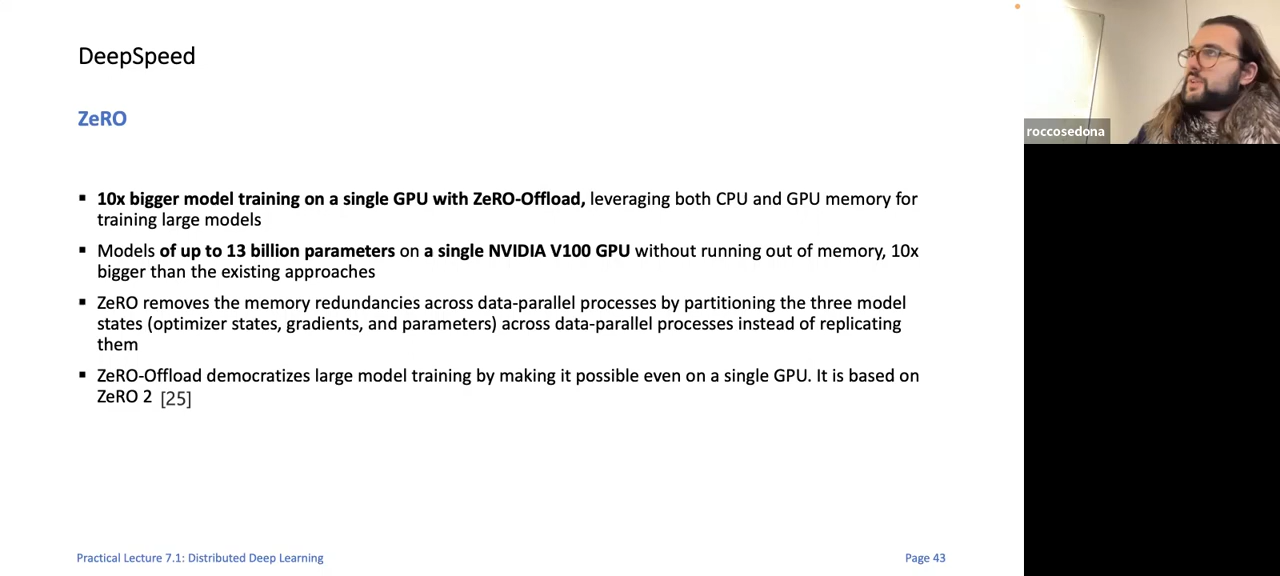 DeepSpeed
ZeRO
▪ 10x bigger model training on a single GPU with ZeRO-Offload, leveraging both CPU and GPU memory for
training large models
▪ Models of up to 13 billion parameters on a single NVIDIA V100 GPU without running out of memory, 10x
bigger than the existing approaches
▪ ZeRO removes the memory redundancies across data-parallel processes by partitioning the three model
states (optimizer states, gradients, and parameters) across data-parallel processes instead of replicating
them
▪ ZeRO-Offload democratizes large model training by making it possible even on a single GPU. It is based on
ZeRO 2 [25]
Practical Lecture 7.1: Distributed Deep Learning
Page 43
roccosedona